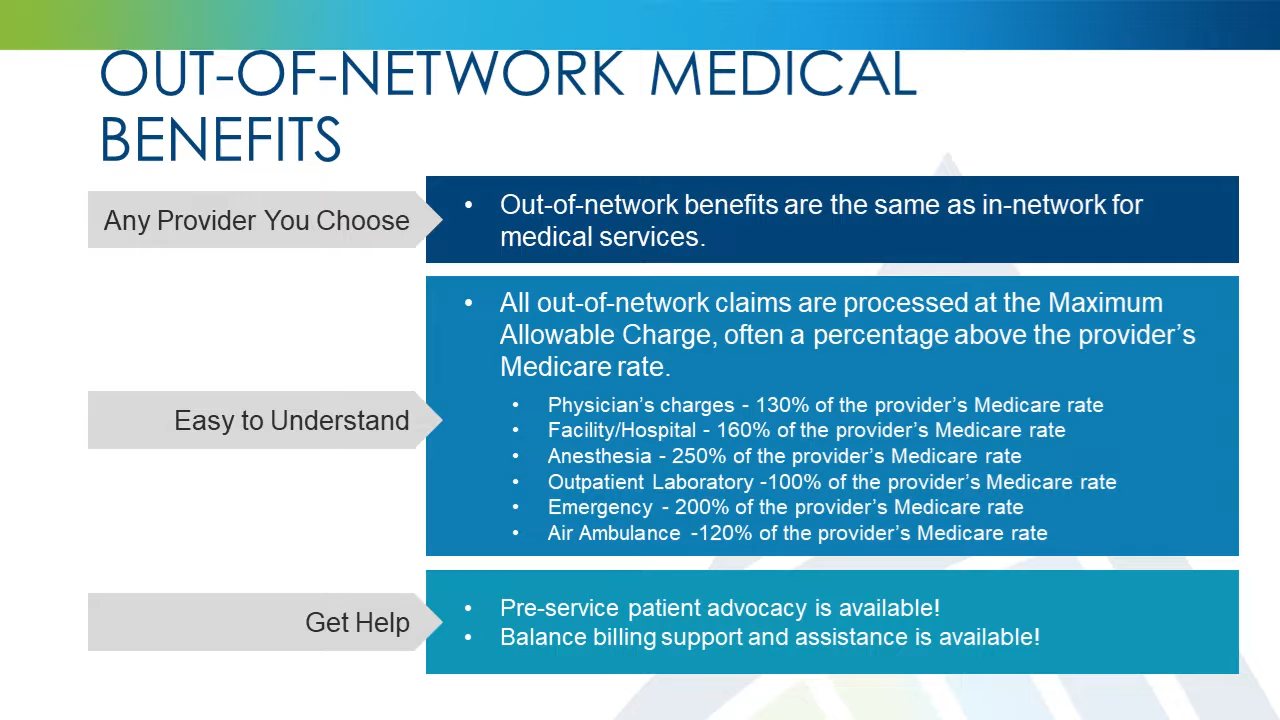 OUT-OF-NETWORK MEDICAL
BENEFITS
Any Provider You Choose
• Out-of-network benefits are the same as in-network for
medical services.
Easy to Understand
• All out-of-network claims are processed at the Maximum
Allowable Charge, often a percentage above the provider’s
Medicare rate.
• Physician’s charges - 130% of the provider’s Medicare rate
• Facility/Hospital - 160% of the provider’s Medicare rate
• Anesthesia - 250% of the provider’s Medicare rate
• Outpatient Laboratory -100% of the provider’s Medicare rate
• Emergency - 200% of the provider’s Medicare rate
• Air Ambulance -120% of the provider’s Medicare rate
Get Help
• Pre-service patient advocacy is available!
• Balance billing support and assistance is available!